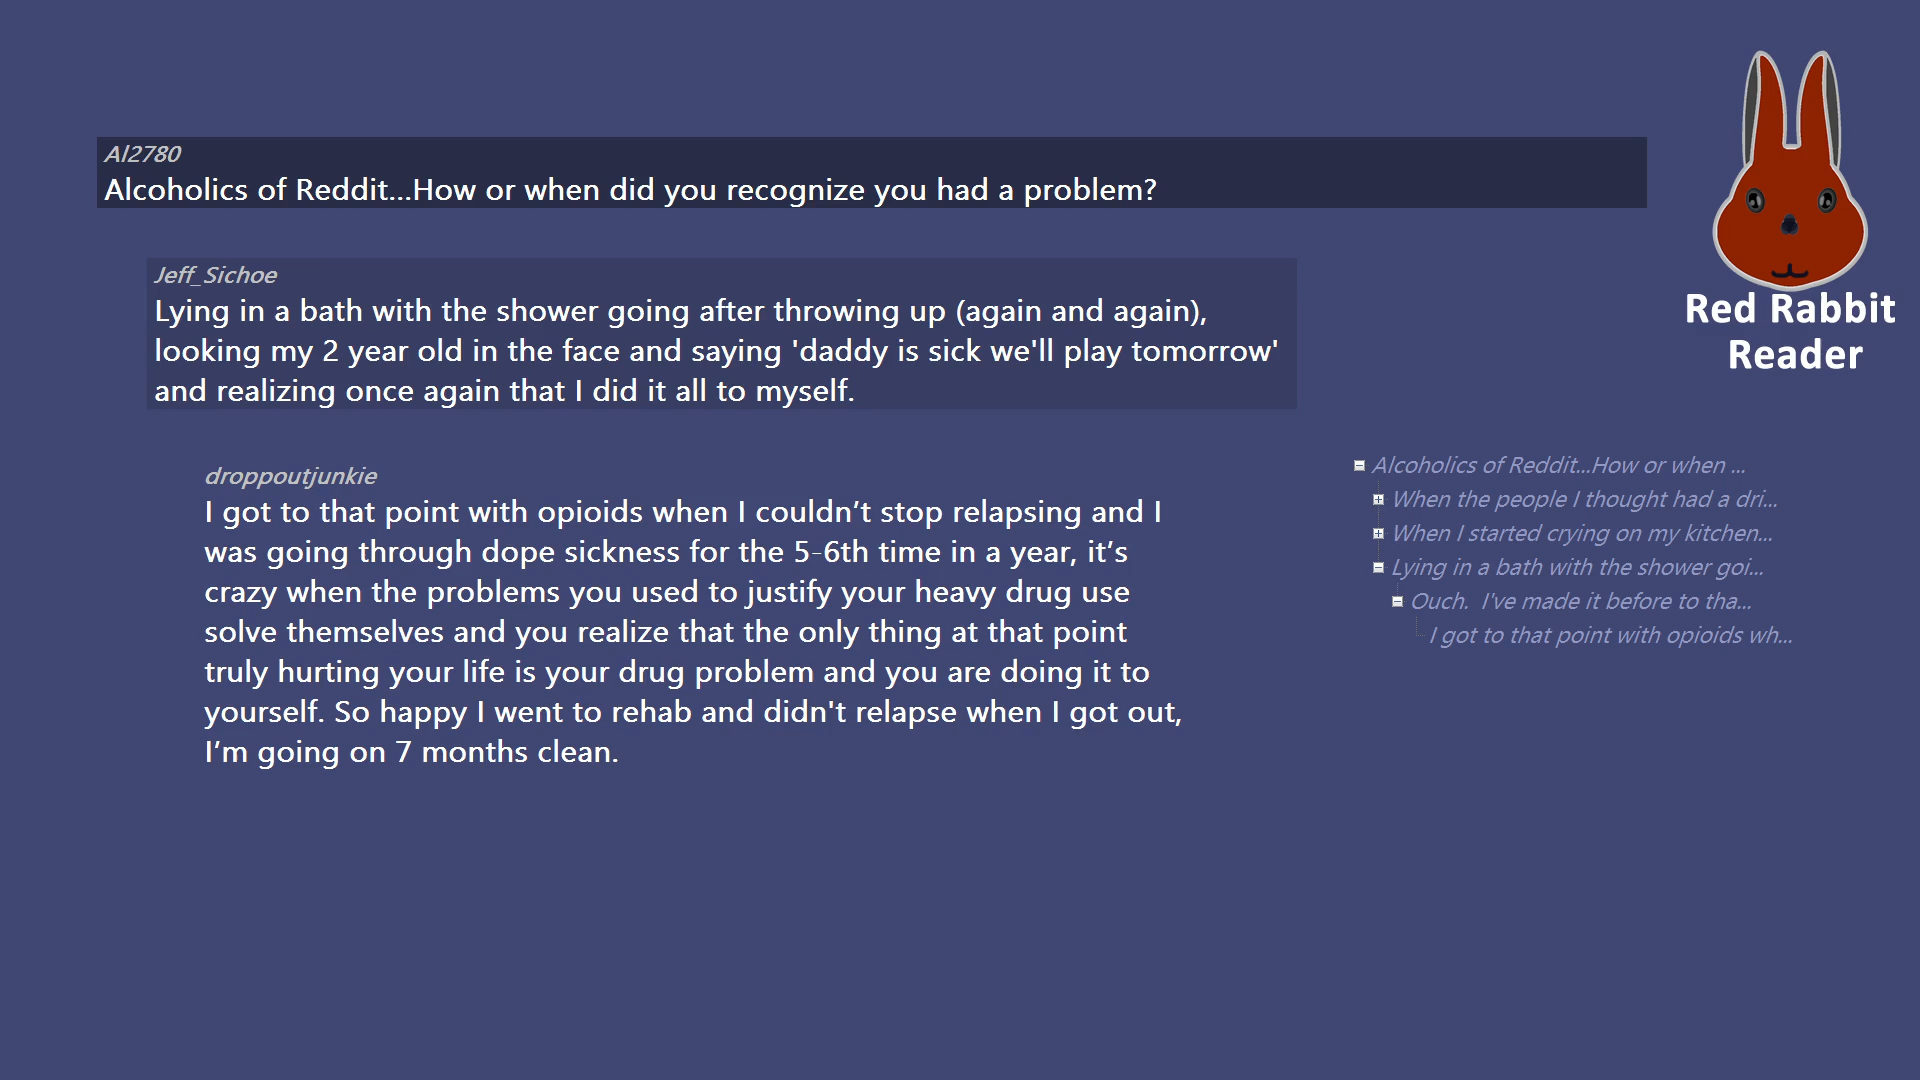 Al2780
Alcoholics of Reddit...How or when did you recognize you had a problem?
Jeff_Sichoe
Lying in a bath with the shower going after throwing up (again and again),
looking my 2 year old in the face and saying 'daddy is sick we'll play tomorrow'
and realizing once again that I did it all to myself.
droppoutjunkie
I got to that point with opioids when I couldn’t stop relapsing and I
was going through dope sickness for the 5-6th time in a year, it’s
crazy when the problems you used to justify your heavy drug use
solve themselves and you realize that the only thing at that point
truly hurting your life is your drug problem and you are doing it to
yourself. So happy I went to rehab and didn't relapse when I got out,
I’m going on 7 months clean.
Red Rabbit
Reader
Alcoholics of Reddit...How or when ...
When the people I thought had a dri...
When I started crying on my kitchen...
Lying in a bath with the shower goi...
Ouch.  I've made it before to tha...
I got to that point with opioids wh...